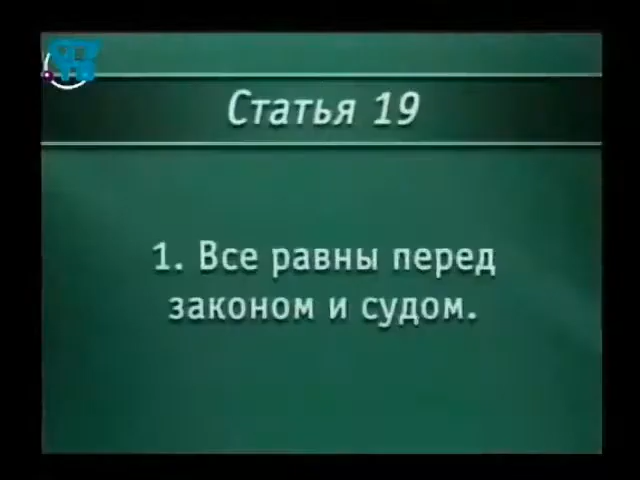 Статья 19
1. Все равны перед
законом и судом.